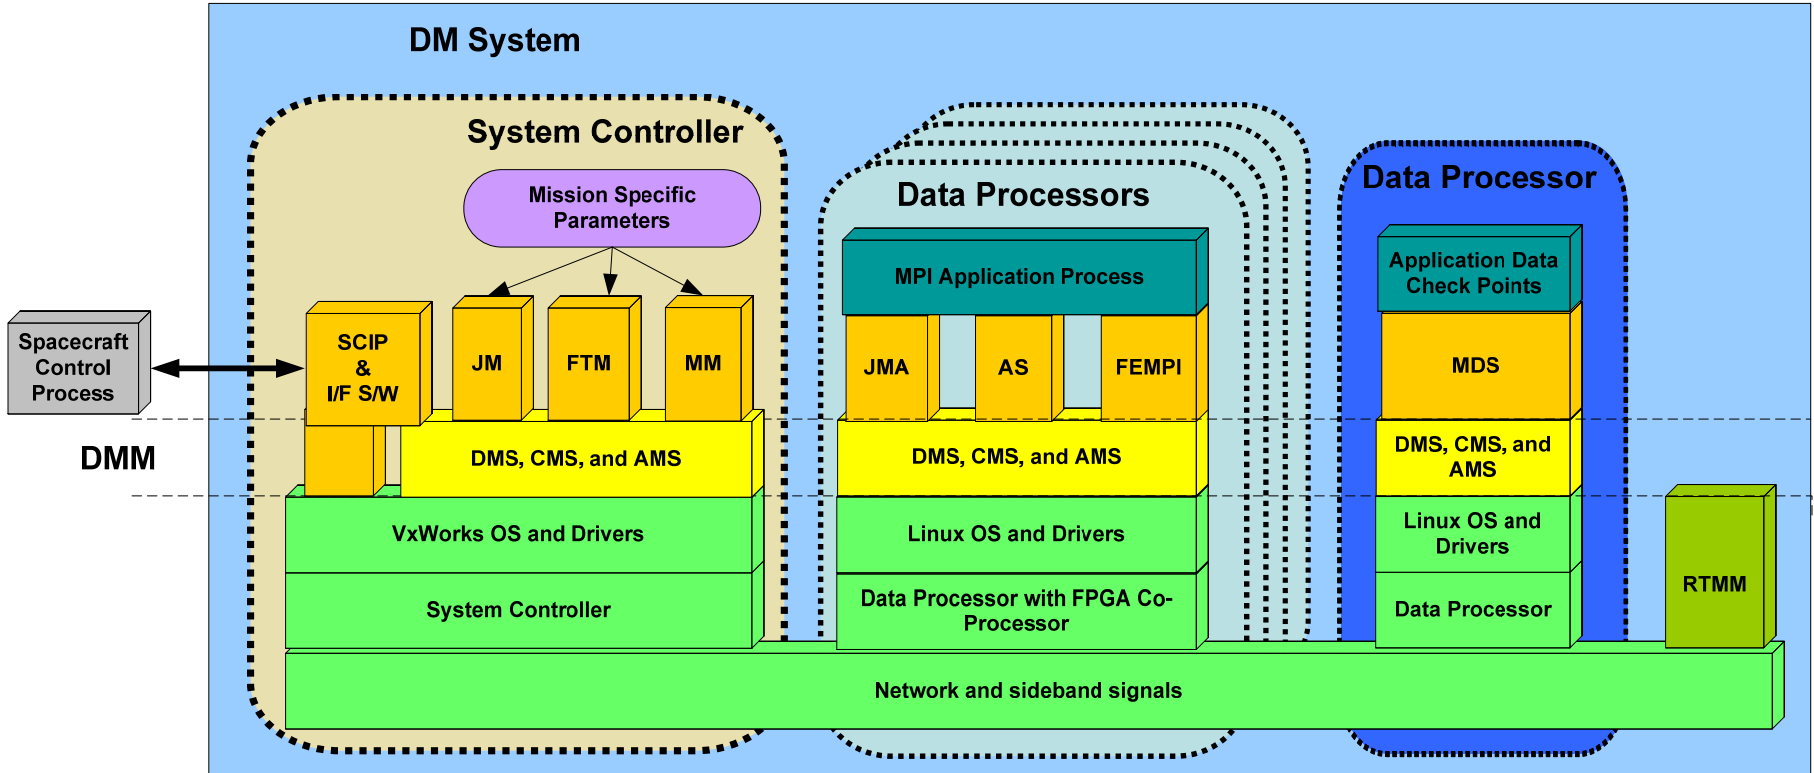 DM System
System Controller
Mission Specific
Parameters
Data Processors
Data Processor
MPI Application Process
Application Data
Check Points
Spacecraft
Control
Process
SCIP
&
I/F S/W
JM
FTM
MM
JMA
AS
FEMPI
MDS
DMM
DMS, CMS, and AMS
DMS, CMS, and AMS
DMS, CMS, and
AMS
VxWorks OS and Drivers
Linux OS and Drivers
Linux OS and
Drivers
RTMM
System Controller
Data Processor with FPGA Co-
Processor
Data Processor
Network and sideband signals